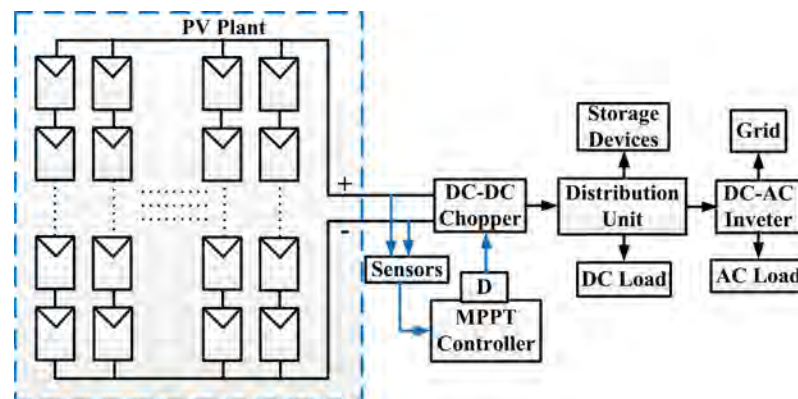 PV Plant
+
-
Sensors
DC-DC
Chopper
D
MPPT
Controller
Storage
Devices
Distribution
Unit
DC Load
Grid
DC-AC
Inveter
AC Load